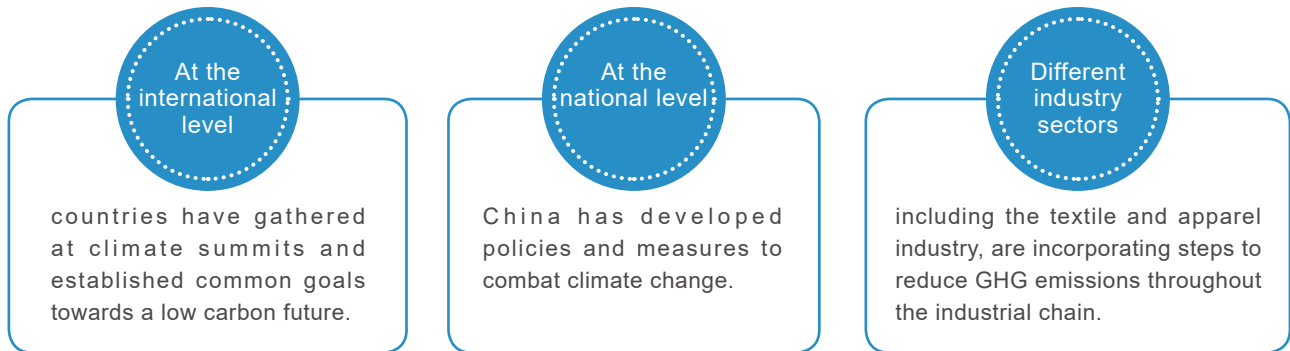 At the
international
level
countries have gathered
at climate summits and
established common goals
towards a low carbon future.
At the
national level
China has developed
policies and measures to
combat climate change.
Different
industry
sectors
including the textile and apparel
industry, are incorporating steps to
reduce GHG emissions throughout
the industrial chain.